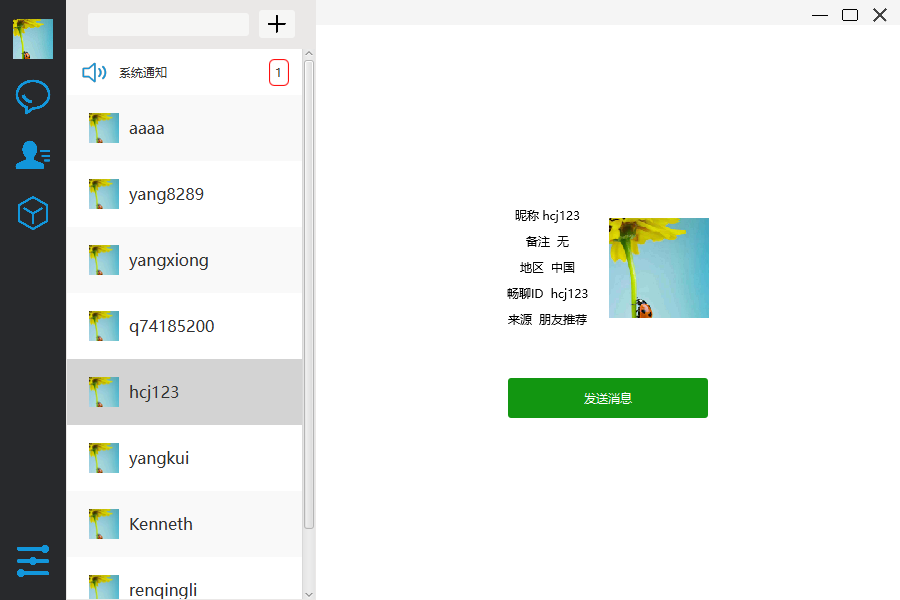 系统通知
1
aaaa
yang8289
yangxiong
q74185200
hcj123
yangkui
Kenneth
renqingli
昵称 hcj123
备注 无
地区 中国
畅聊ID hcj123
来源 朋友推荐
发送消息